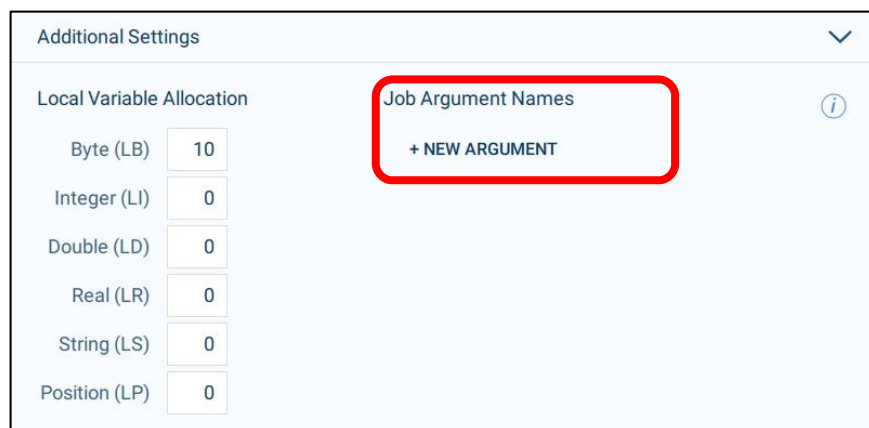 Additional Settings
Local Variable Allocation
Job Argument Names
i
Byte (LB) 10
+ NEW ARGUMENT
Integer (LI) 0
Double (LD) 0
Real (LR) 0
String (LS) 0
Position (LP) 0